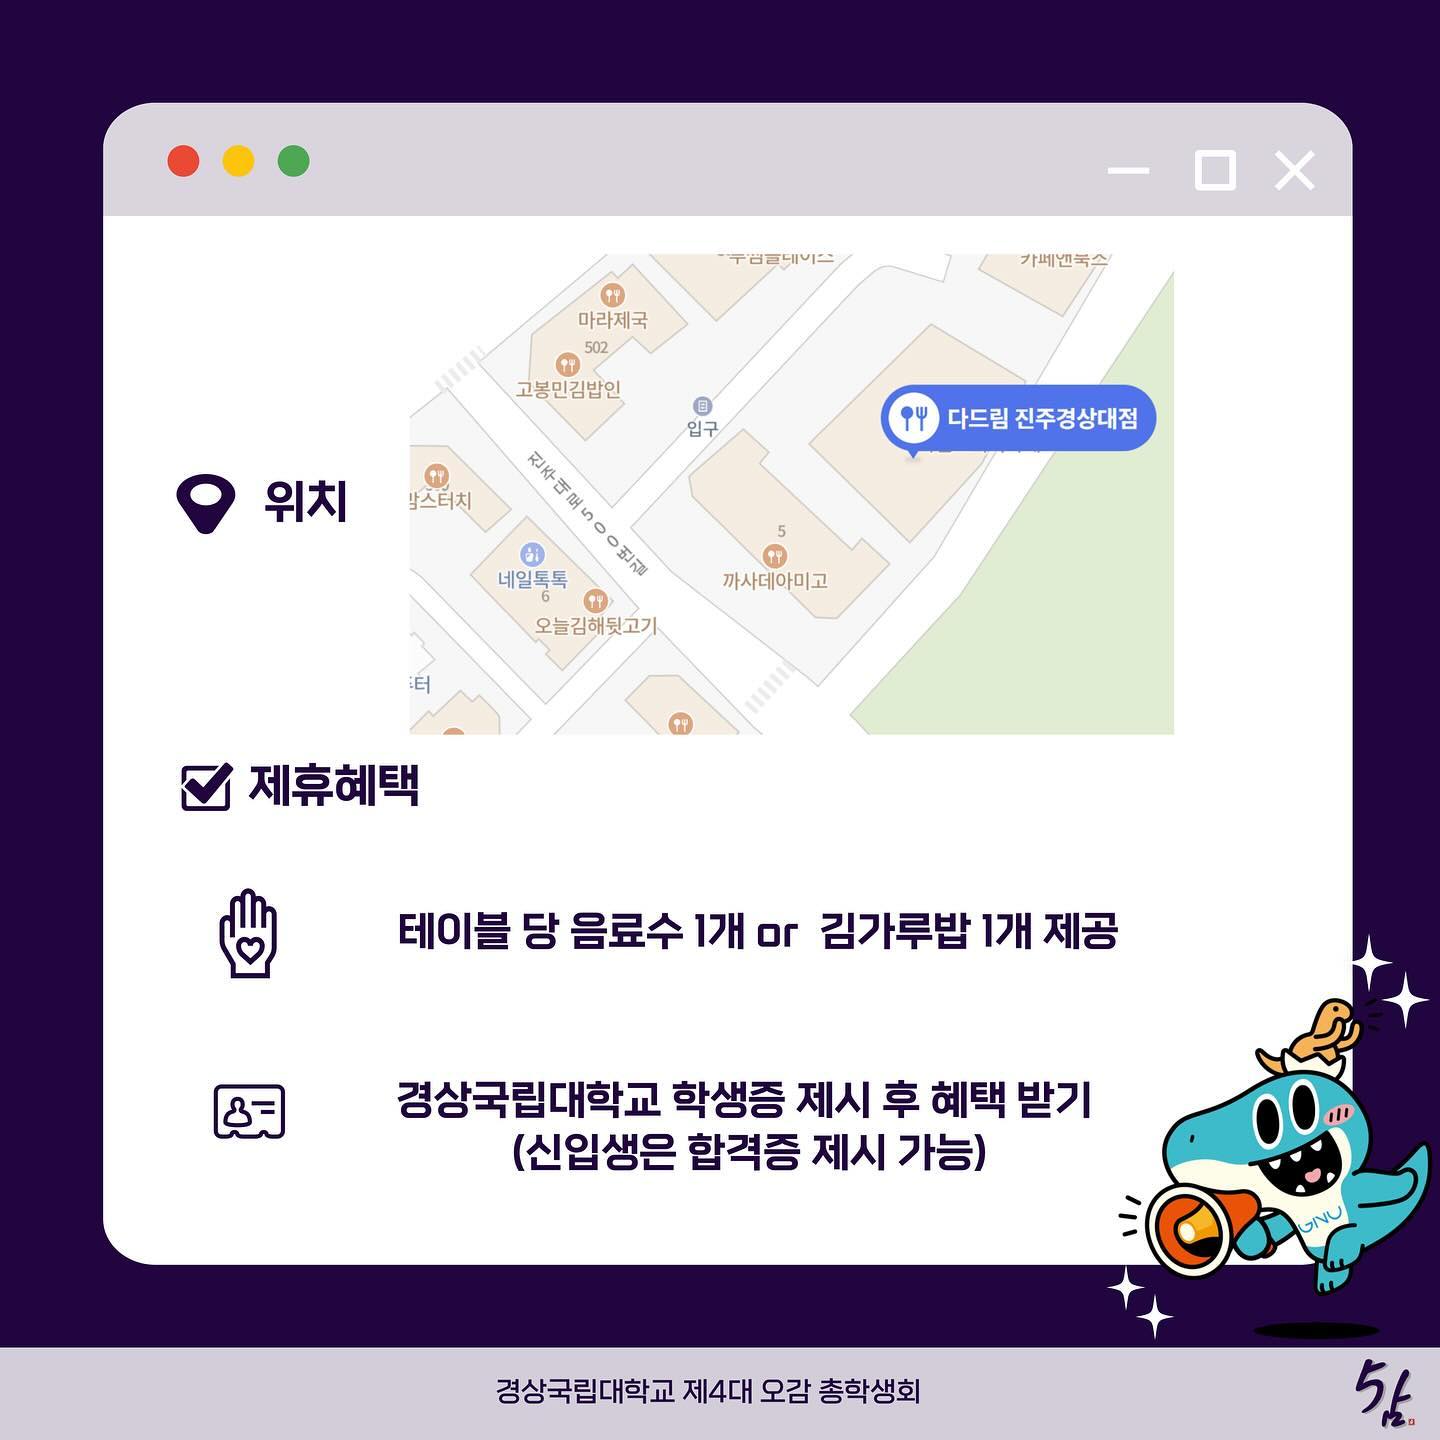 카페앤북스
마라제국
502
고봉민김밥인
입구
다드림 진주경상대점
진주대로500번길
맘스터치
5
네일톡톡
까사데아미고
6
오늘김해뒷고기
위치
제휴혜택
테이블 당 음료수 1개 or 김가루밥 1개 제공
경상국립대학교 학생증 제시 후 혜택 받기
(신입생은 합격증 제시 가능)
GNU
경상국립대학교 제4대 오감 총학생회
5감